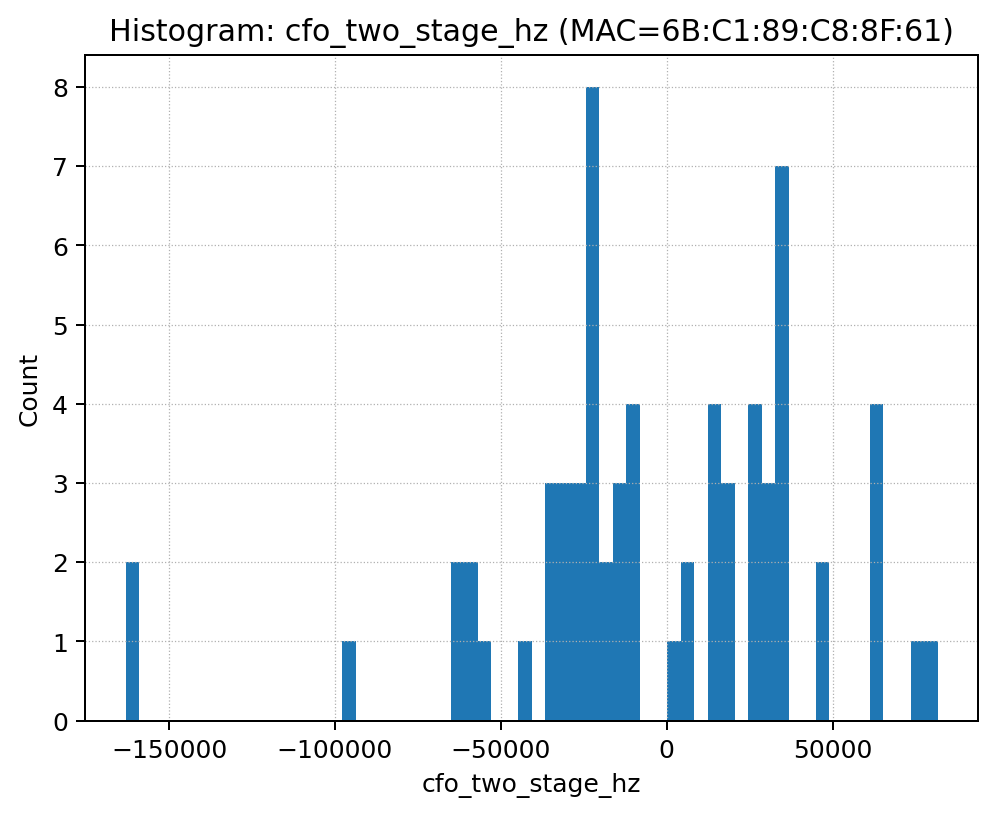 Histogram: cfo_two_stage_hz (MAC=6B:C1:89:C8:8F:61)
8
7
6
5
4
3
2
1
0
Count
−150000 −100000 −50000 0 50000
cfo_two_stage_hz